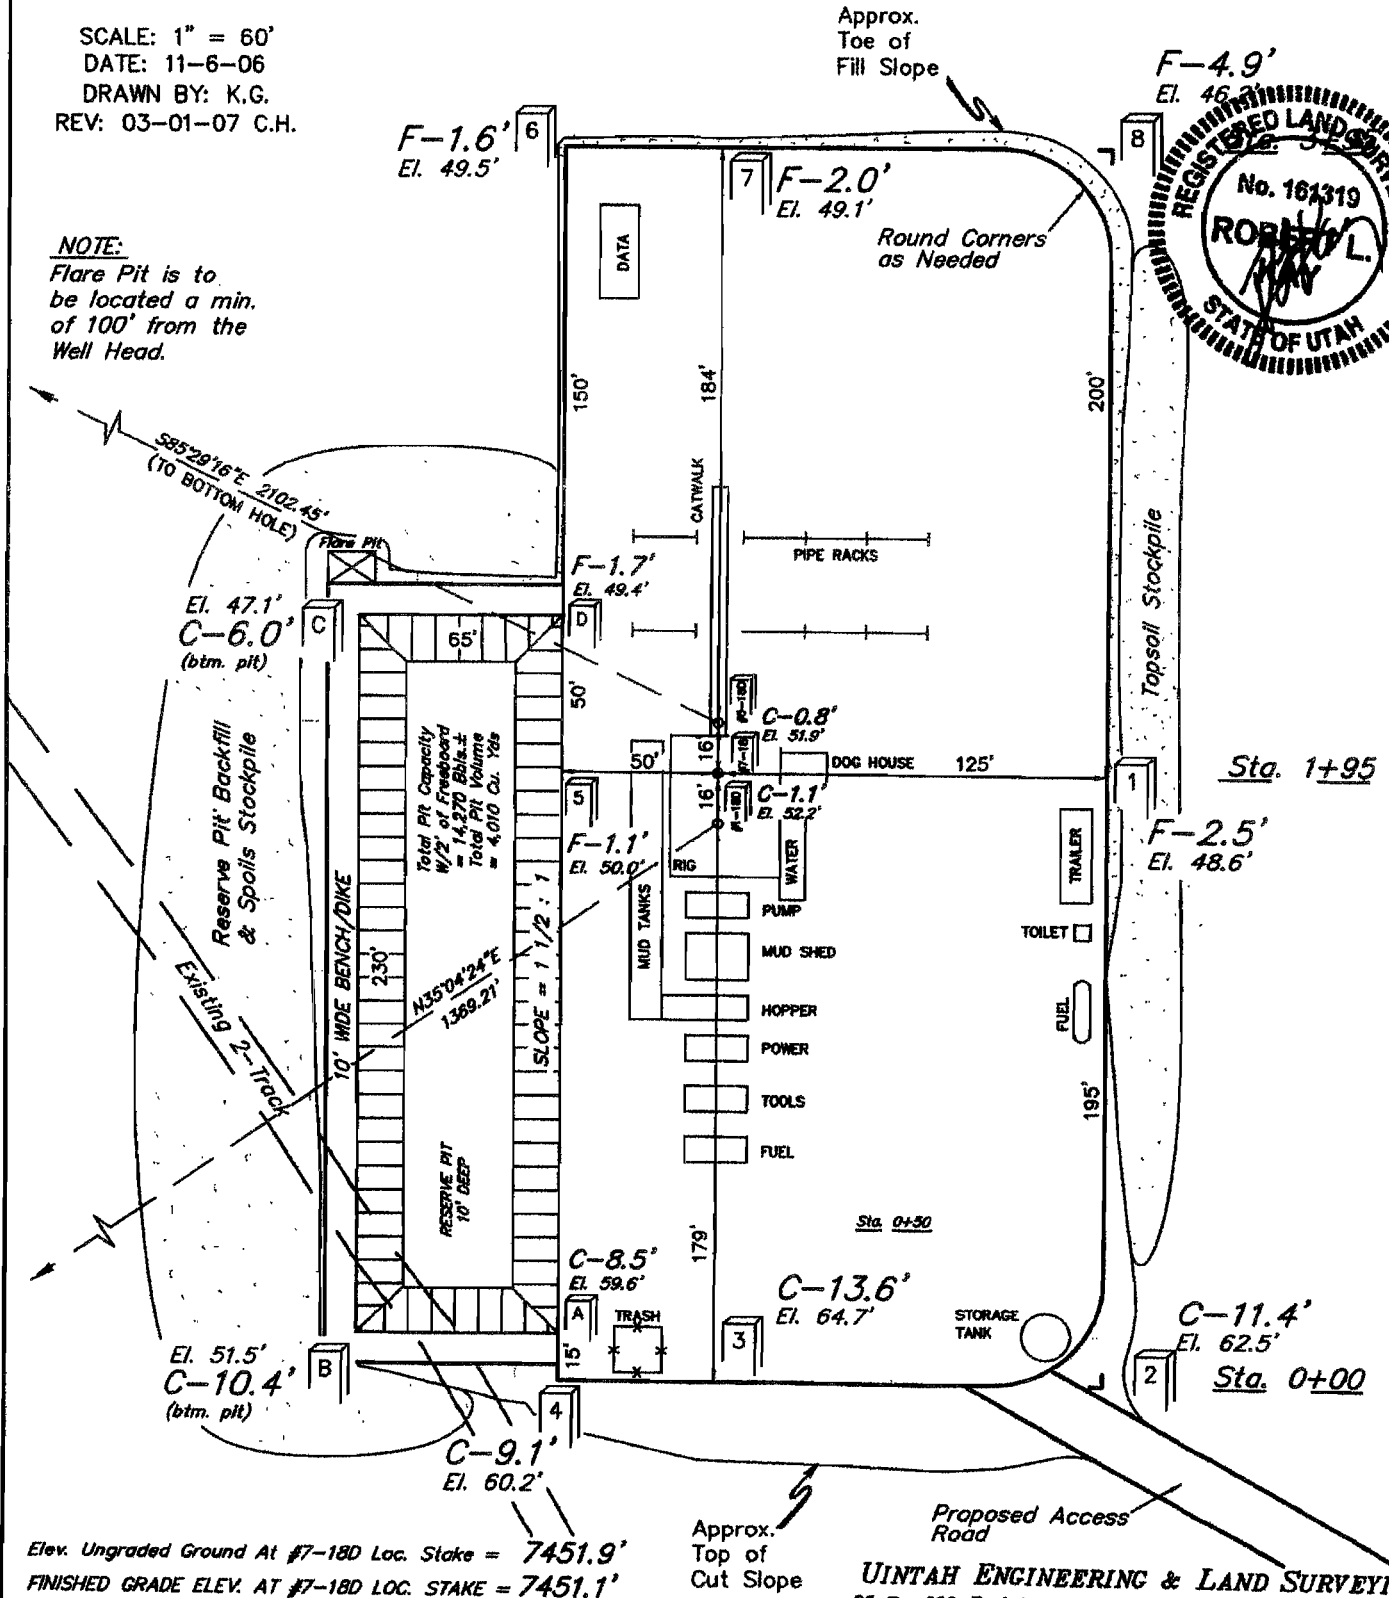 SCALE: 1" = 60'
DATE: 11-6-06
DRAWN BY: K.G.
REV: 03-01-07 C.H.
Approx.
Toe of
Fill Slope
F-4.9'
El. 46.2'
REGISTERED LAND
No. 161319
ROBERT L.
STATE OF UTAH
8
6
F-1.6'
El. 49.5'
7
F-2.0'
El. 49.1'
Round Corners
as Needed
NOTE:
Flare Pit is to
be located a min.
of 100' from the
Well Head.
DATA
150'
184'
200'
S85°29'16"E 2102.45'
(TO BOTTOM HOLE)
CATWALK
PIPE RACKS
Topsoil Stockpile
Flare Pit
F-1.7'
El. 49.4'
D
El. 47.1'
C-6.0'
(btm. pit)
C
65'
50'
Reserve Pit Backfill
& Spoils Stockpile
Total Pit Capacity
W/2' of Freeboard
= 14,270 Bbls.±
Total Pit Volume
= 4,010 Cu. Yds
C-0.8'
El. 51.9'
16'
#7-18
50'
DOG HOUSE
125'
1
Sta. 1+95
16'
C-1.1'
El. 52.2'
5
F-1.1'
El. 50.0'
F-2.5'
El. 48.6'
RIG
WATER
TRAILER
MUD TANKS
PUMP
TOILET
MUD SHED
10' WIDE BENCH/DIKE
230'
SLOPE = 1 1/2 : 1
N35°04'24"E
1369.21'
Existing 2-Track
HOPPER
FUEL
POWER
TOOLS
195'
FUEL
RESERVE PIT
10' DEEP
179'
Sta. 0+50
C-8.5'
El. 59.6'
A
TRASH
15'
C-13.6'
El. 64.7'
3
STORAGE
TANK
C-11.4'
El. 62.5'
2
Sta. 0+00
El. 51.5'
C-10.4'
(btm. pit)
B
4
C-9.1'
El. 60.2'
Approx.
Top of
Cut Slope
Proposed Access
Road
Elev. Ungraded Ground At #7-18D Loc. Stake = 7451.9'
FINISHED GRADE ELEV. AT #7-18D LOC. STAKE = 7451.1'
UINTAH ENGINEERING & LAND SURVEYI